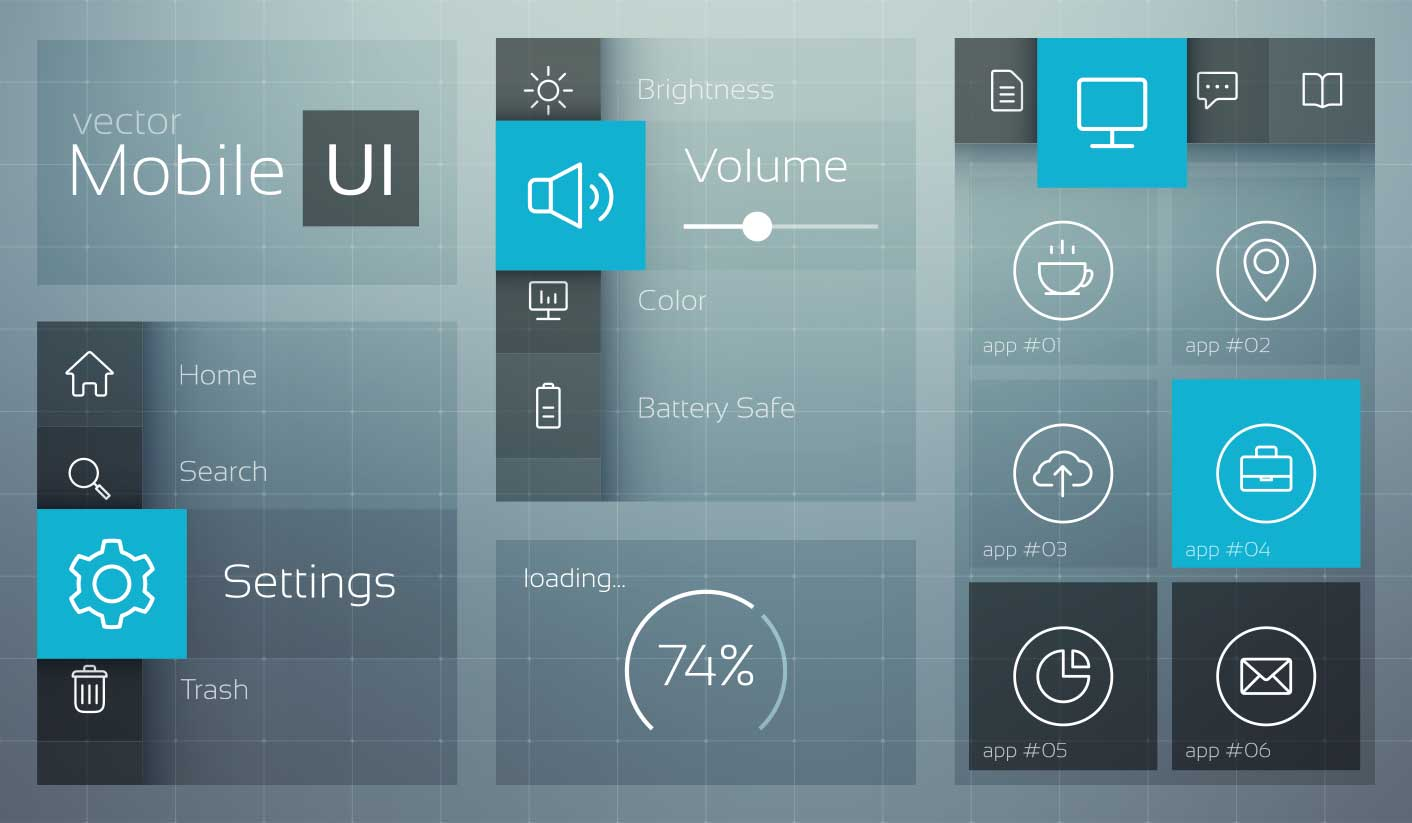 vector
Mobile UI
Home
Search
Settings
Trash
Brightness
Volume
Color
Battery Safe
loading...
74%
app #01
app #02
app #03
app #04
app #05
app #06